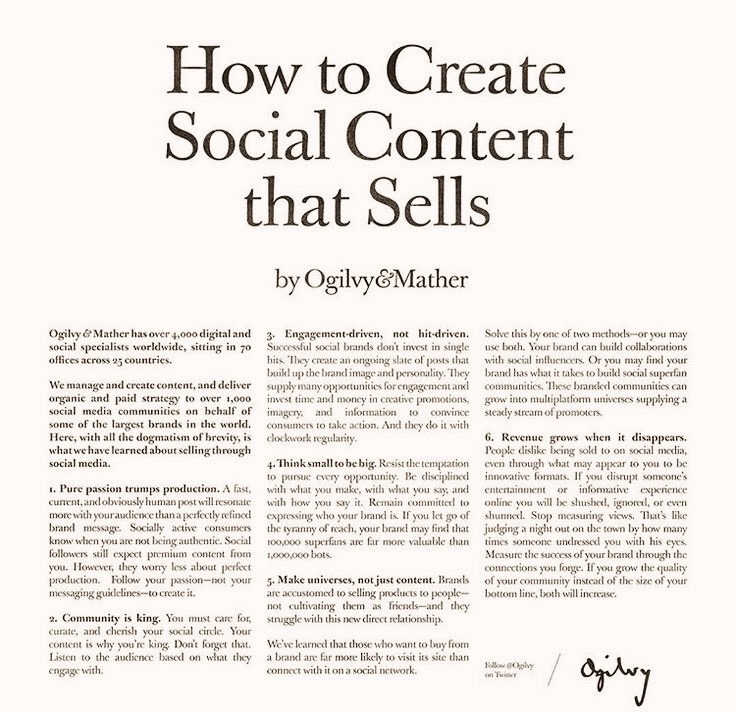 How to Create
Social Content
that Sells
by Ogilvy&Mather
Ogilvy & Mather has over 4,000 digital and
social specialists worldwide, sitting in 70
offices across 25 countries.
We manage and create content, and deliver
organic and paid strategy to over 1,000
social media communities on behalf of
some of the largest brands in the world.
Here, with all the dogmatism of brevity, is
what we have learned about selling through
social media.
1. Pure passion trumps production. A fast,
current, and obviously human post will resonate
more with your audience than a perfectly refined
brand message. Socially active consumers
know when you are not being authentic. Social
followers still expect premium content from
you. However, they worry less about perfect
production. Follow your passion—not your
messaging guidelines—to create it.
2. Community is king. You must care for,
curate, and cherish your social circle. Your
content is why you're king. Don't forget that.
Listen to the audience based on what they
engage with.
3. Engagement-driven, not hit-driven.
Successful social brands don't invest in single
hits. They create an ongoing slate of posts that
build up the brand image and personality. They
supply many opportunities for engagement and
invest time and money in creative promotions,
imagery, and information to convince
consumers to take action. And they do it with
clockwork regularity.
4. Think small to be big. Resist the temptation
to pursue every opportunity. Be disciplined
with what you make, with what you say, and
with how you say it. Remain committed to
expressing who your brand is. If you let go of
the tyranny of reach, your brand may find that
100,000 superfans are far more valuable than
1,000,000 bots.
5. Make universes, not just content. Brands
are accustomed to selling products to people—
not cultivating them as friends—and they
struggle with this new direct relationship.
We've learned that those who want to buy from
a brand are far more likely to visit its site than
connect with it on a social network.
Solve this by one of two methods—or you may
use both. Your brand can build collaborations
with social influencers. Or you may find your
brand has what it takes to build social superfan
communities. These branded communities can
grow into multiplatform universes supplying a
steady stream of promoters.
6. Revenue grows when it disappears.
People dislike being sold to on social media,
even through what may appear to you to be
innovative formats. If you disrupt someone's
entertainment or informative experience
online you will be shushed, ignored, or even
shunned. Stop measuring views. That's like
judging a night out on the town by how many
times someone undressed you with his eyes.
Measure the success of your brand through the
connections you forge. If you grow the quality
of your community instead of the size of your
bottom line, both will increase.
Follow @Ogilvy
on Twitter
/
Ogilvy